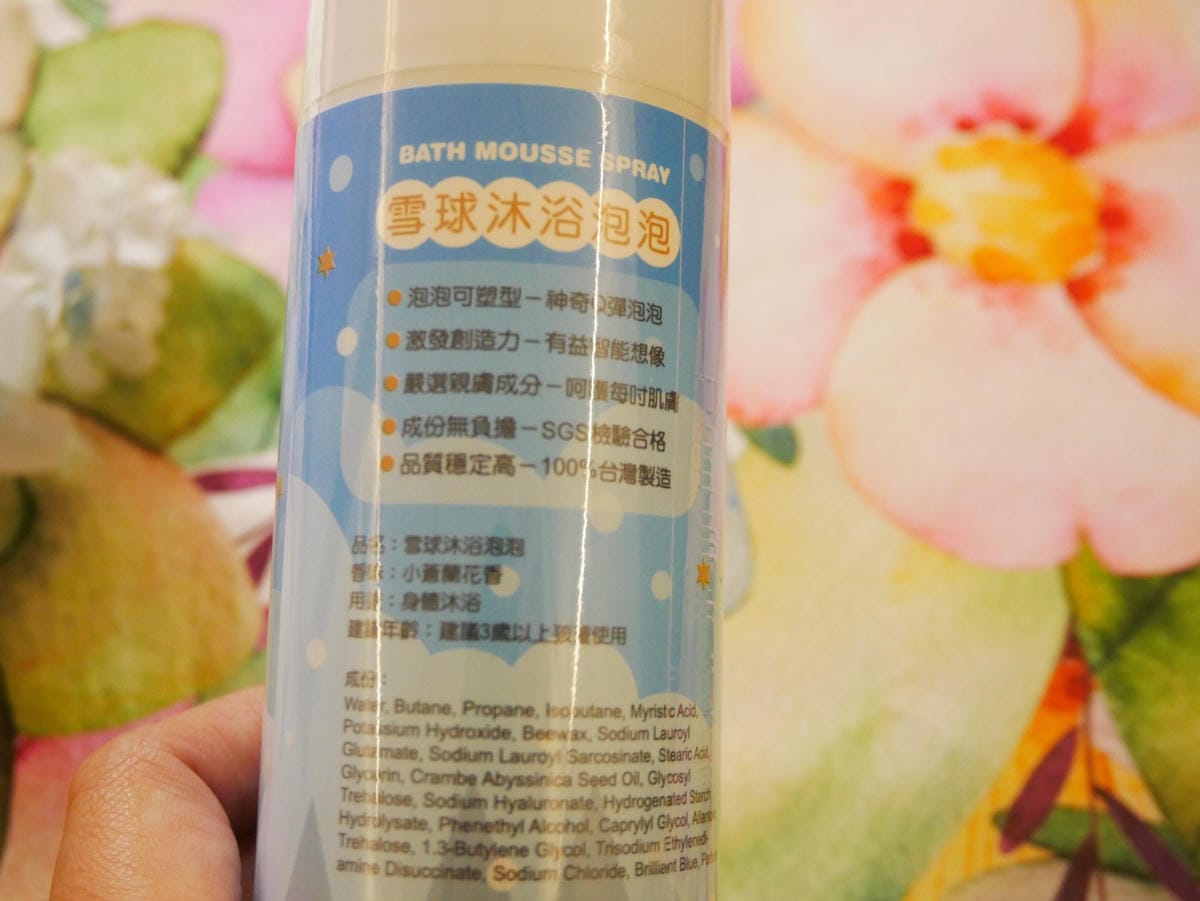 BATH MOUSSE SPRAY
雪球沐浴泡泡
泡泡可塑型－神奇Q彈泡泡
激發創造力－有益智能想像
嚴選親膚成分－呵護每吋肌膚
成份無負擔－SGS檢驗合格
品質穩定高－100%台灣製造
品名：雪球沐浴泡泡
香味：小蒼蘭花香
用途：身體沐浴
建議年齡：建議3歲以上孩童使用
成份：
Water, Butane, Propane, Isobutane, Myristic Acid,
Potassium Hydroxide, Beewax, Sodium Lauroyl
Glutamate, Sodium Lauroyl Sarcosinate, Stearic Acid,
Glycerin, Crambe Abyssinica Seed Oil, Glycosyl
Trehalose, Sodium Hyaluronate, Hydrogenated Starch
Hydrolysate, Phenethyl Alcohol, Caprylyl Glycol,
Trehalose, 1.3-Butylene Glycol, Trisodium Ethylenedi-
amine Disuccinate, Sodium Chloride, Brilliant Blue,